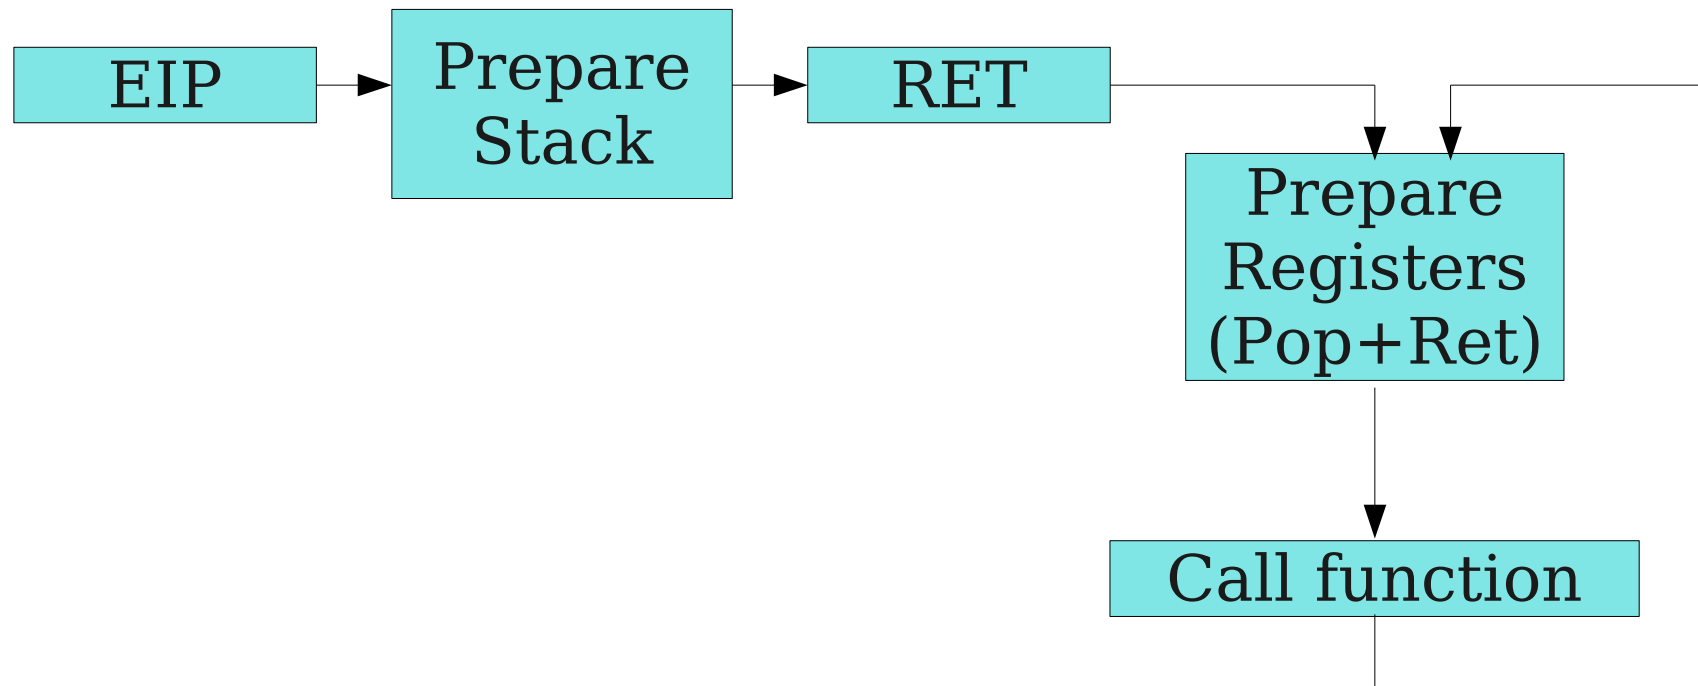 EIP
Prepare
Stack
RET
Prepare
Registers
(Pop+Ret)
Call function